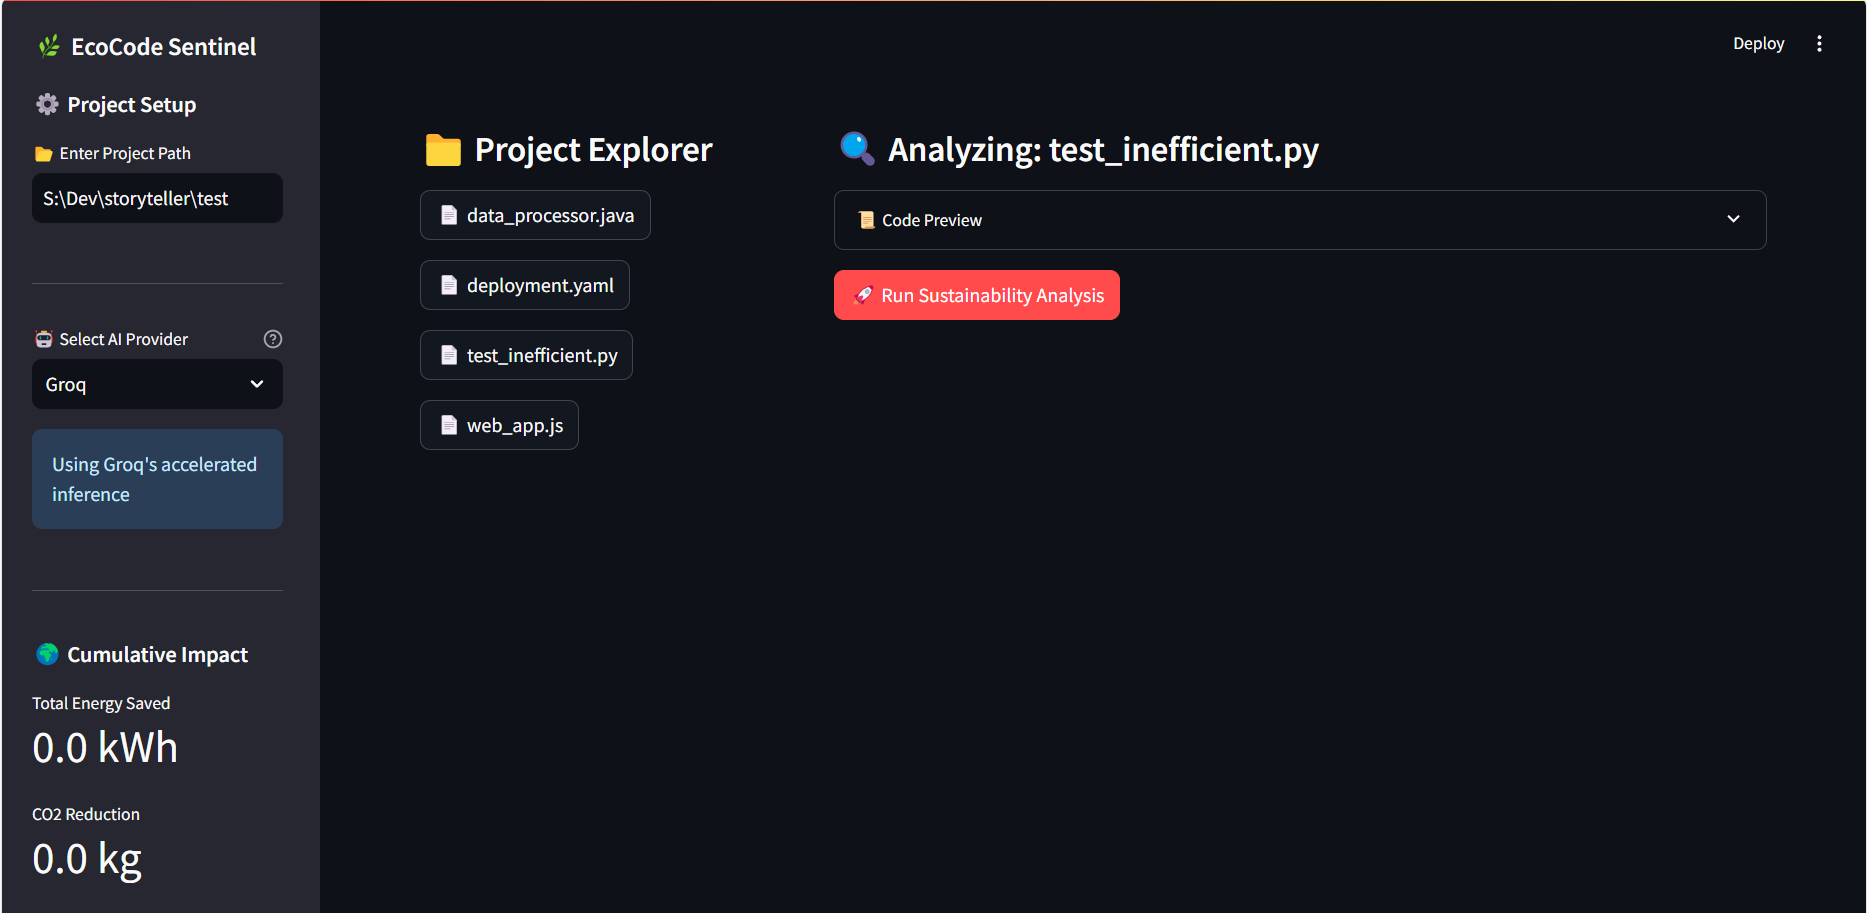 EcoCode Sentinel
Project Setup
Enter Project Path
S:\Dev\storyteller\test
Select AI Provider
Groq
Using Groq's accelerated
inference
Cumulative Impact
Total Energy Saved
0.0 kWh
CO2 Reduction
0.0 kg
Deploy
Project Explorer
data_processor.java
deployment.yaml
test_inefficient.py
web_app.js
Analyzing: test_inefficient.py
Code Preview
Run Sustainability Analysis